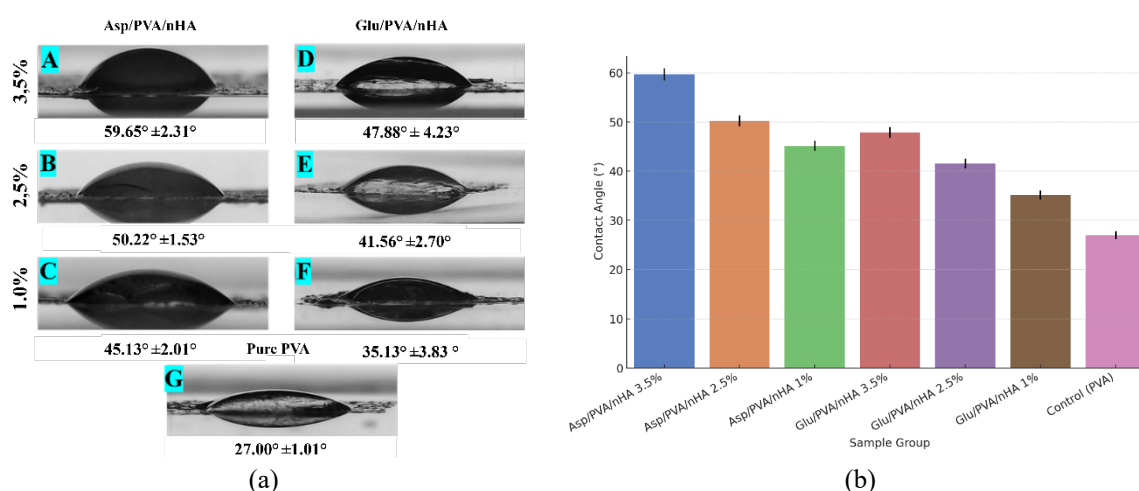 Asp/PVA/nHA
Glu/PVA/nHA
3,5%
A
D
59.65° ±2.31°
47.88° ± 4.23°
2,5%
B
E
50.22° ±1.53°
41.56° ±2.70°
1.0%
C
F
45.13° ±2.01°
Pure PVA
35.13° ±3.83 °
G
27.00° ±1.01°
(a)
Contact Angle (°)
60
50
40
30
20
10
0
Asp/PVA/nHA 3.5%
Asp/PVA/nHA 2.5%
Asp/PVA/nHA 1%
Glu/PVA/nHA 3.5%
Glu/PVA/nHA 2.5%
Glu/PVA/nHA 1%
Control (PVA)
Sample Group
(b)